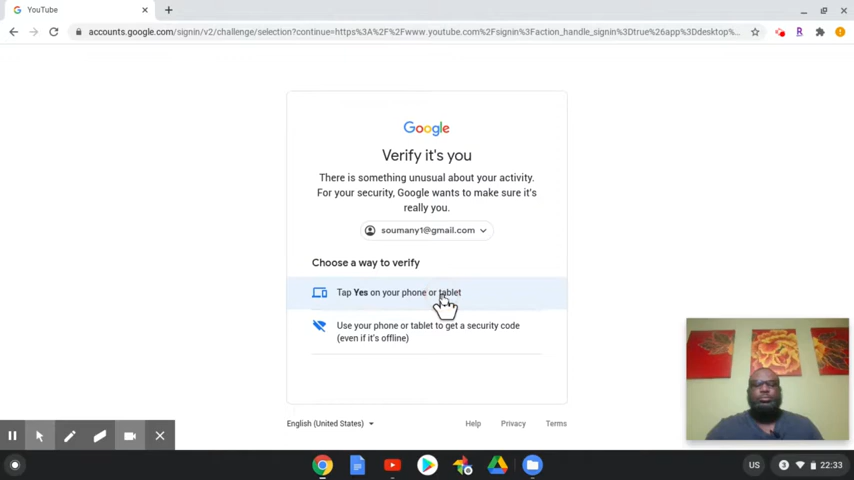 YouTube
accounts.google.com/signin/v2/challenge/selection?continue=https%3A%2F%2Fwww.youtube.com%2Fsignin%3Faction_handle_signin%3Dtrue%26app%3Ddesktop%...
Google
Verify it's you
There is something unusual about your activity.
For your security, Google wants to make sure it's
really you.
soumany1@gmail.com
Choose a way to verify
Tap Yes on your phone or tablet
Use your phone or tablet to get a security code
(even if it's offline)
English (United States)
Help Privacy Terms
US 3 22:33